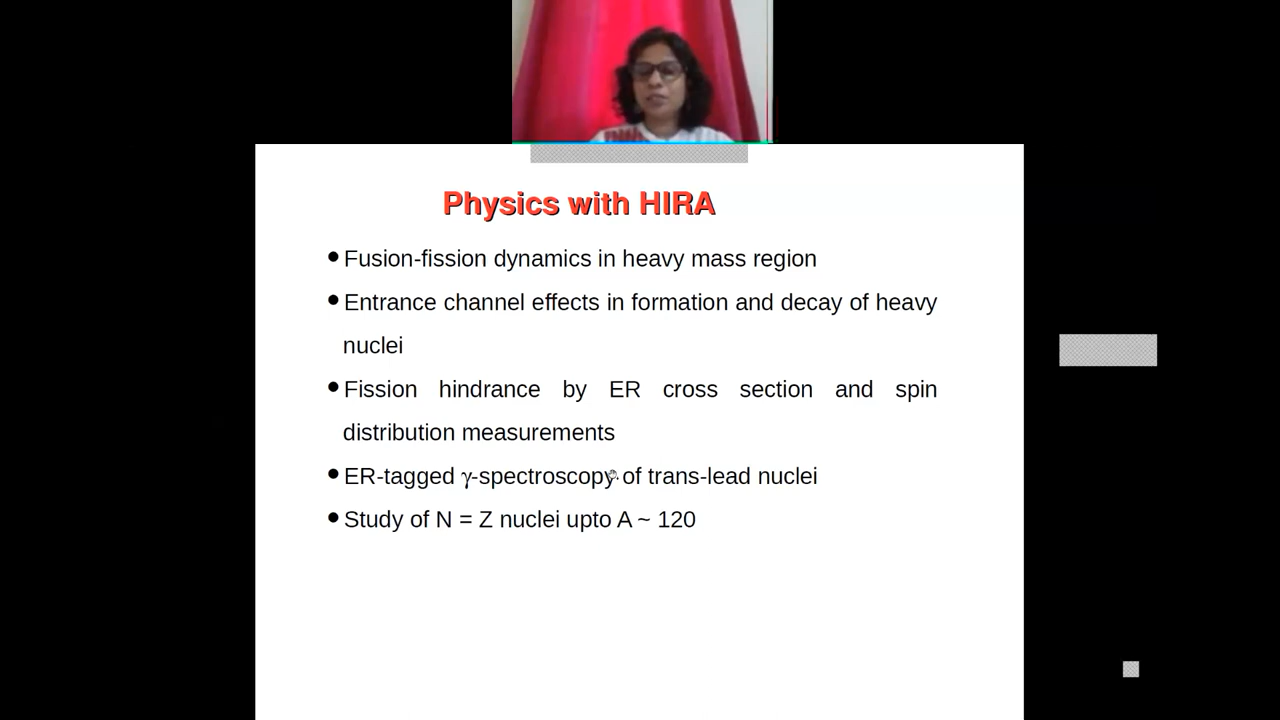 Physics with HIRA
•Fusion-fission dynamics in heavy mass region
•Entrance channel effects in formation and decay of heavy
nuclei
•Fission hindrance by ER cross section and spin
distribution measurements
•ER-tagged γ-spectroscopy of trans-lead nuclei
•Study of N = Z nuclei upto A ~ 120